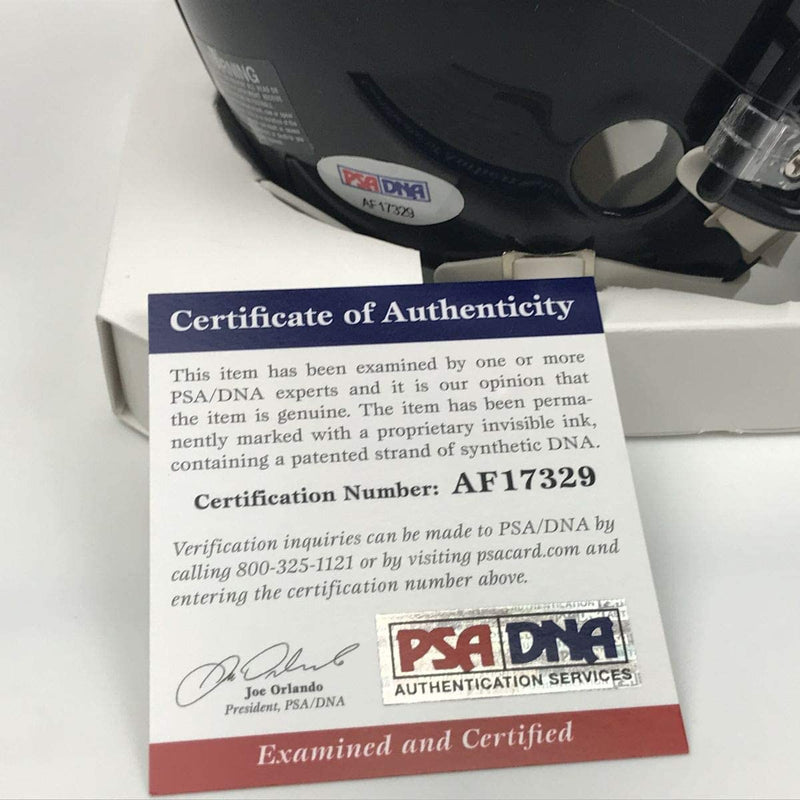 WARNING
PSA DNA
AF17329
Certificate of Authenticity
This item has been examined by one or more
PSA/DNA experts and it is our opinion that
the item is genuine. The item has been perma-
nently marked with a proprietary invisible ink,
containing a patented strand of synthetic DNA.
Certification Number: AF17329
Verification inquiries can be made to PSA/DNA by
calling 800-325-1121 or by visiting psacard.com and
entering the certification number above.
Joe Orlando
President, PSA/DNA
PSA DNA
AUTHENTICATION SERVICES
Examined and Certified